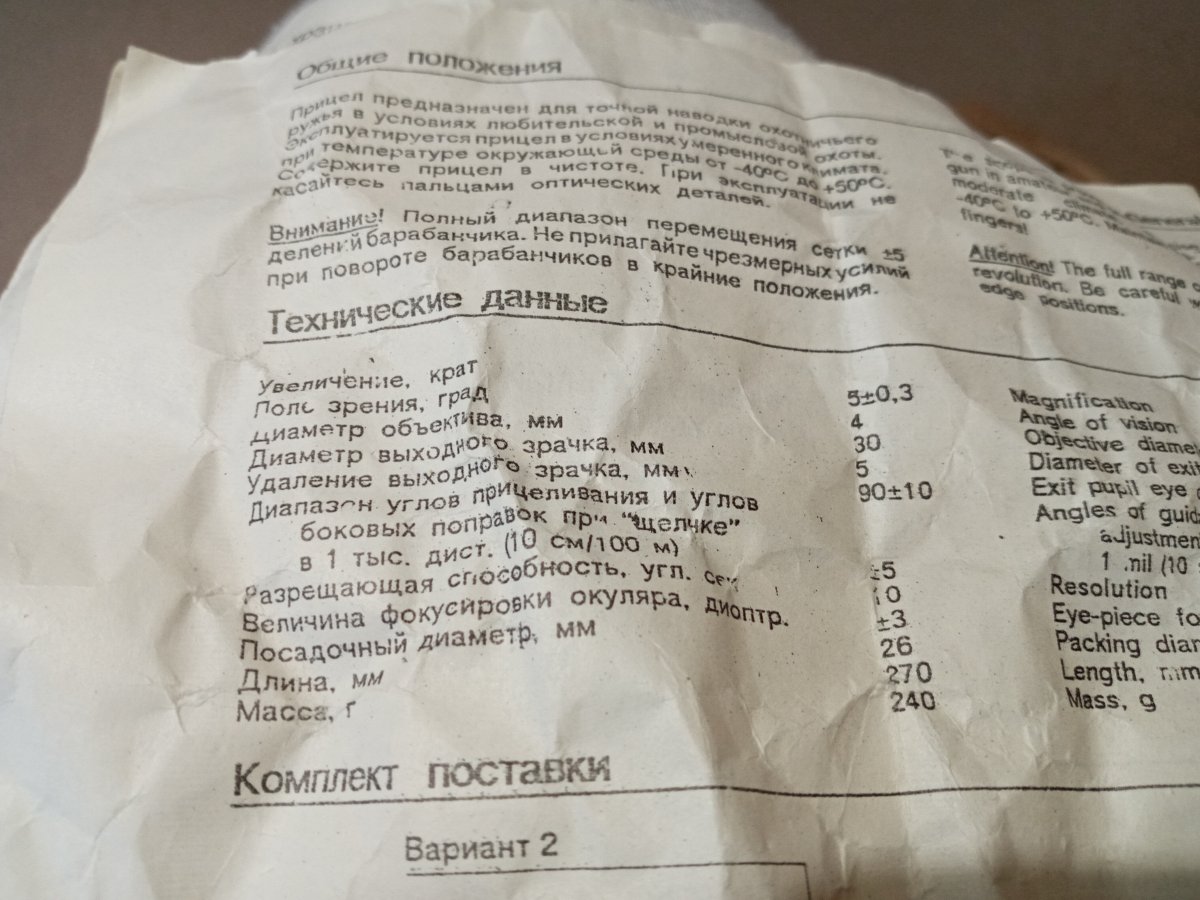 Общие положения
Прицел предназначен для точной наводки охотничьего
ружья в условиях любительской и промысловой охоты.
Эксплуатируется прицел в условиях умеренного климата,
при температуре окружающей среды от -40°С до +50°С.
Содержите прицел в чистоте. При эксплуатации не
касайтесь пальцами оптических деталей.
Внимание! Полный диапазон перемещения сетки ±5
делений барабанчика. Не прилагайте чрезмерных усилий
при повороте барабанчиков в крайние положения.
gun in
moderate
-40°C to +50°C.
fingers!
Attention! The full range
revolution. Be careful
edge positions.
Технические данные
Увеличение, крат 5±0,3
Поле зрения, град 4
Диаметр объектива, мм 30
Диаметр выходного зрачка, мм 5
Удаление выходного зрачка, мм 90±10
Диапазон углов прицеливания и углов
боковых поправок при "щелчке"
в 1 тыс. дист. (10 см/100 м) ±5
Разрещающая способность, угл. сек 10
Величина фокусировки окуляра, диоптр. ±3
Посадочный диаметр, мм 26
Длина, мм 270
Масса, г 240
Magnification
Angle of vision
Objective
Diameter of exit
Exit pupil eye
Angles of
1 mil (10
Resolution
Eye-piece
Packing
Length, mm
Mass, g
Комплект поставки
Вариант 2